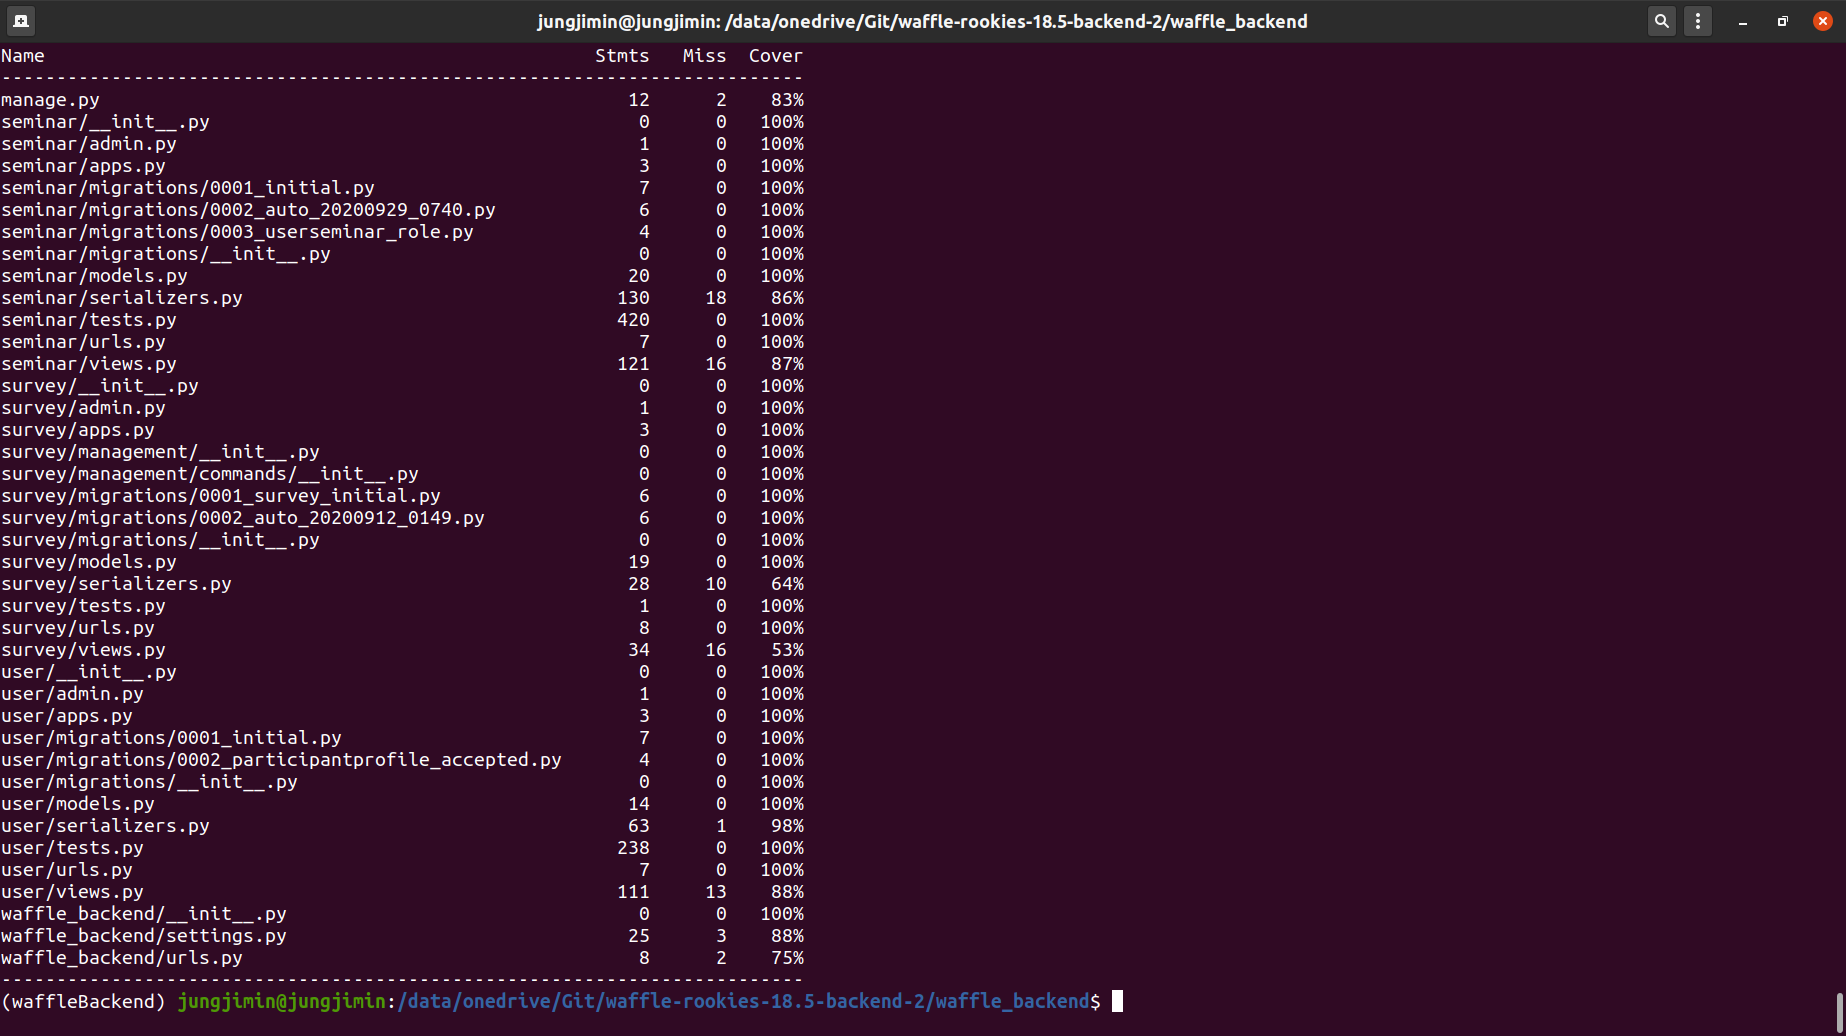 jungjimin@jungjimin: /data/onedrive/Git/waffle-rookies-18.5-backend-2/waffle_backend
Name Stmts Miss Cover
-------------------------------------------------------------------------
manage.py 12 2 83%
seminar/__init__.py 0 0 100%
seminar/admin.py 1 0 100%
seminar/apps.py 3 0 100%
seminar/migrations/0001_initial.py 7 0 100%
seminar/migrations/0002_auto_20200929_0740.py 6 0 100%
seminar/migrations/0003_userseminar_role.py 4 0 100%
seminar/migrations/__init__.py 0 0 100%
seminar/models.py 20 0 100%
seminar/serializers.py 130 18 86%
seminar/tests.py 420 0 100%
seminar/urls.py 7 0 100%
seminar/views.py 121 16 87%
survey/__init__.py 0 0 100%
survey/admin.py 1 0 100%
survey/apps.py 3 0 100%
survey/management/__init__.py 0 0 100%
survey/management/commands/__init__.py 0 0 100%
survey/migrations/0001_survey_initial.py 6 0 100%
survey/migrations/0002_auto_20200912_0149.py 6 0 100%
survey/migrations/__init__.py 0 0 100%
survey/models.py 19 0 100%
survey/serializers.py 28 10 64%
survey/tests.py 1 0 100%
survey/urls.py 8 0 100%
survey/views.py 34 16 53%
user/__init__.py 0 0 100%
user/admin.py 1 0 100%
user/apps.py 3 0 100%
user/migrations/0001_initial.py 7 0 100%
user/migrations/0002_participantprofile_accepted.py 4 0 100%
user/migrations/__init__.py 0 0 100%
user/models.py 14 0 100%
user/serializers.py 63 1 98%
user/tests.py 238 0 100%
user/urls.py 7 0 100%
user/views.py 111 13 88%
waffle_backend/__init__.py 0 0 100%
waffle_backend/settings.py 25 3 88%
waffle_backend/urls.py 8 2 75%
-------------------------------------------------------------------------
(waffleBackend) jungjimin@jungjimin:/data/onedrive/Git/waffle-rookies-18.5-backend-2/waffle_backend$